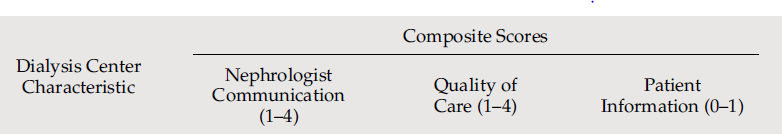 Composite Scores
Dialysis Center
Characteristic
Nephrologist
Communication
(1–4)
Quality of
Care (1–4)
Patient
Information (0–1)